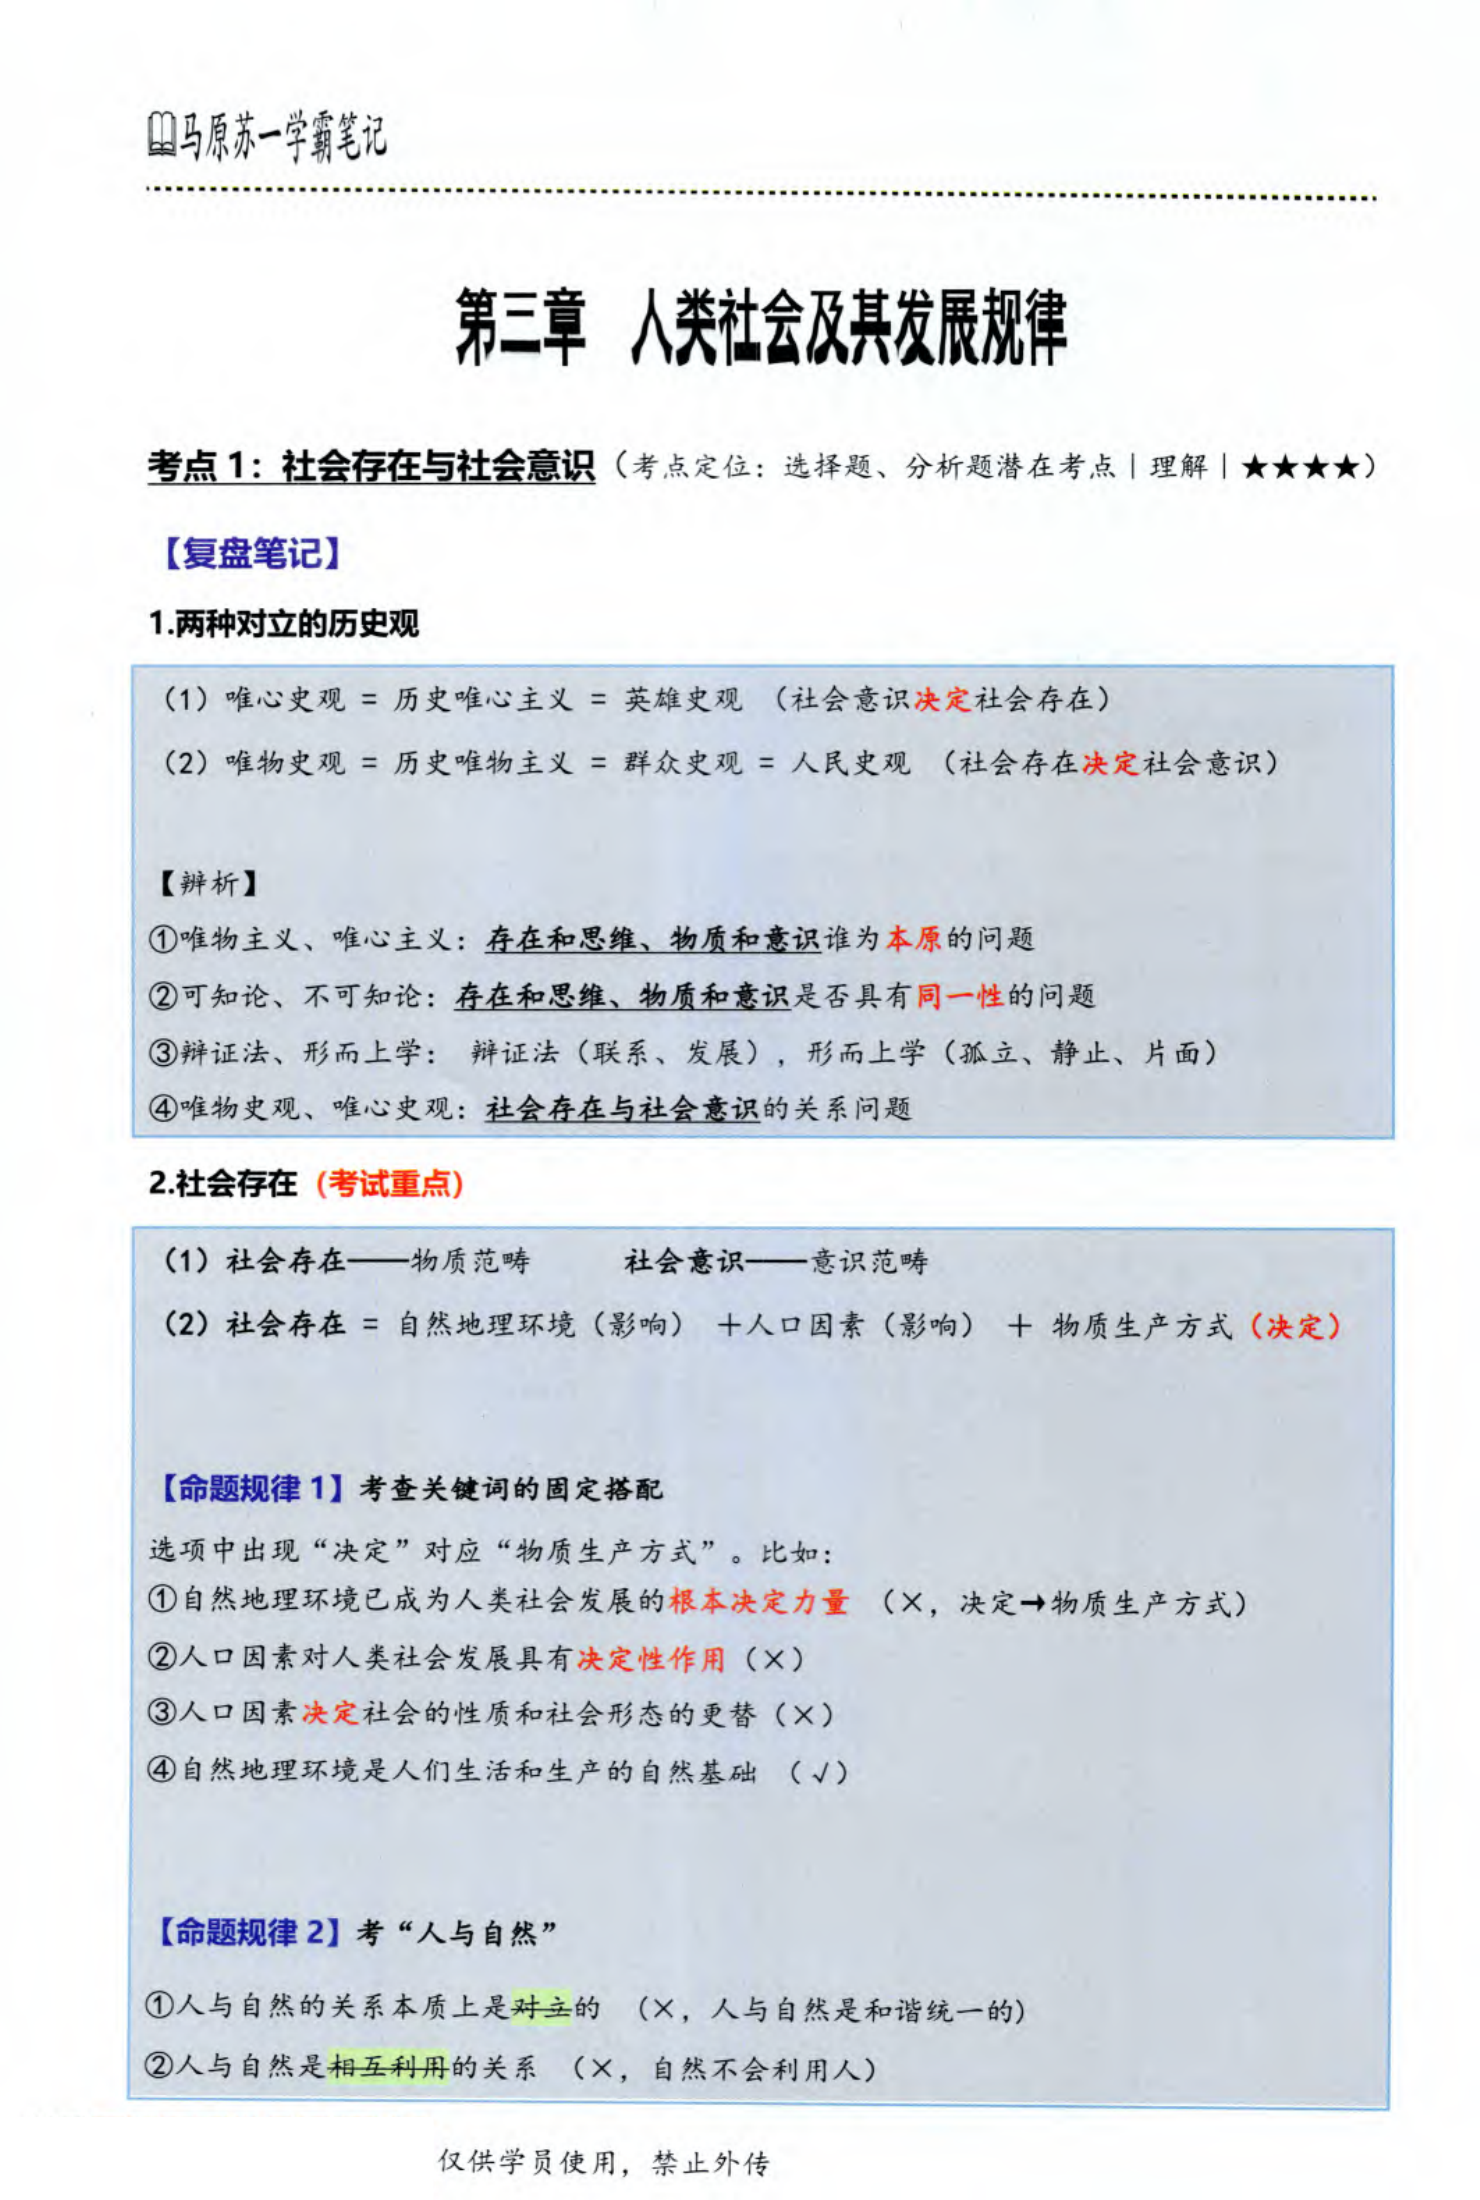 马原苏一学霸笔记
第三章 人类社会及其发展规律
考点 1：社会存在与社会意识（考点定位：选择题、分析题潜在考点｜理解｜★★★★）
【复盘笔记】
1.两种对立的历史观
（1）唯心史观 = 历史唯心主义 = 英雄史观 （社会意识决定社会存在）
（2）唯物史观 = 历史唯物主义 = 群众史观 = 人民史观 （社会存在决定社会意识）
【辨析】
①唯物主义、唯心主义：存在和思维、物质和意识谁为本原的问题
②可知论、不可知论：存在和思维、物质和意识是否具有同一性的问题
③辩证法、形而上学： 辩证法（联系、发展），形而上学（孤立、静止、片面）
④唯物史观、唯心史观：社会存在与社会意识的关系问题
2.社会存在（考试重点）
（1）社会存在——物质范畴 社会意识——意识范畴
（2）社会存在 = 自然地理环境（影响） ＋人口因素（影响） ＋ 物质生产方式（决定）
【命题规律 1】考查关键词的固定搭配
选项中出现“决定”对应“物质生产方式”。比如：
①自然地理环境已成为人类社会发展的根本决定力量 （×，决定→物质生产方式）
②人口因素对人类社会发展具有决定性作用（×）
③人口因素决定社会的性质和社会形态的更替（×）
④自然地理环境是人们生活和生产的自然基础 （√）
【命题规律 2】考“人与自然”
①人与自然的关系本质上是对立的 （×，人与自然是和谐统一的）
②人与自然是相互利用的关系 （×，自然不会利用人）
仅供学员使用，禁止外传